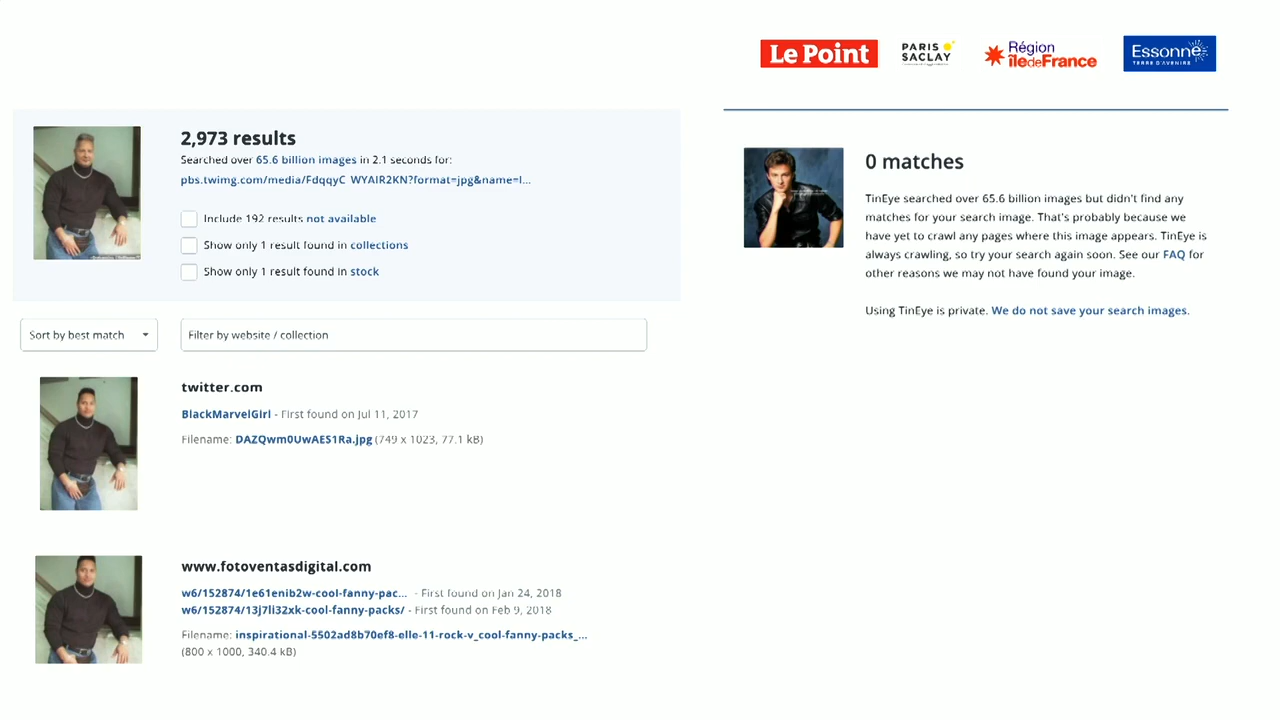 Le Point
PARIS
SACLAY
Région
îledeFrance
Essonne
TERRE D'AVENIRS
2,973 results
Searched over 65.6 billion images in 2.1 seconds for:
pbs.twimg.com/media/FdqqyC_WYAIR2KN?format=jpg&name=l...
Include 192 results not available
Show only 1 result found in collections
Show only 1 result found in stock
Sort by best match
Filter by website / collection
twitter.com
BlackMarvelGirl - First found on Jul 11, 2017
Filename: DAZQwm0UwAES1Ra.jpg (749 x 1023, 77.1 kB)
www.fotoventasdigital.com
w6/152874/1e61enib2w-cool-fanny-pac... - First found on Jan 24, 2018
w6/152874/13j7li32xk-cool-fanny-packs/ - First found on Feb 9, 2018
Filename: inspirational-5502ad8b70ef8-elle-11-rock-v_cool-fanny-packs_...
(800 x 1000, 340.4 kB)
0 matches
TinEye searched over 65.6 billion images but didn't find any
matches for your search image. That's probably because we
have yet to crawl any pages where this image appears. TinEye is
always crawling, so try your search again soon. See our FAQ for
other reasons we may not have found your image.
Using TinEye is private. We do not save your search images.